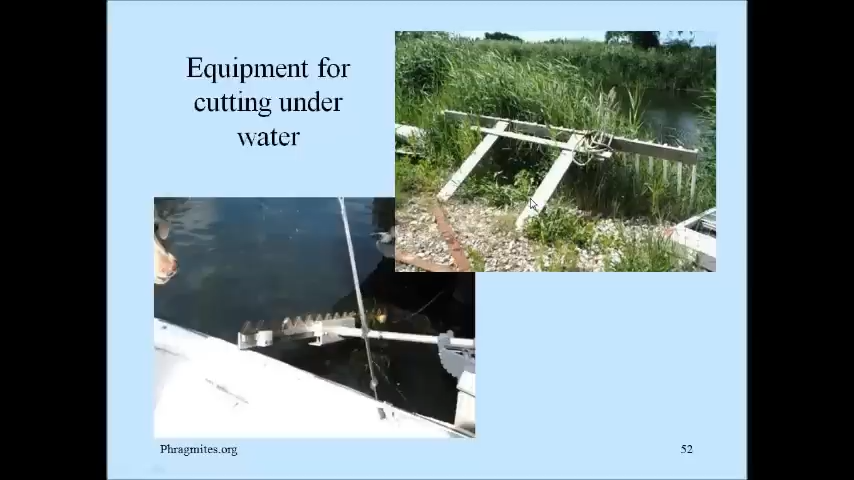 Equipment for
cutting under
water
Phragmites.org
52